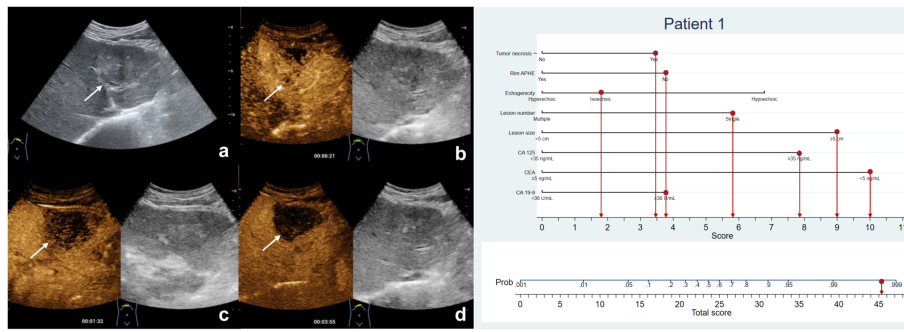 a
b
00:00:21
c
00:01:32
d
00:03:55
Patient 1
Tumor necrosis
No
Yes
Rim APHE
Yes
No
Echogenicity
Hyperechoic
Isoechoic
Hypoechoic
Lesion number
Multiple
Single
Lesion size
<5 cm
≥5 cm
CA 125
<35 ng/mL
≥35 ng/mL
CEA
≥5 ng/mL
<5 ng/mL
CA 19-9
<36 U/mL
≥36 U/mL
0 1 2 3 4 5 6 7 8 9 10 11
Score
Prob
.001 .01 .05 .1 .2 .3 .4 .5 .6 .7 .8 .9 .95 .99 .999
0 5 10 15 20 25 30 35 40 45
Total score